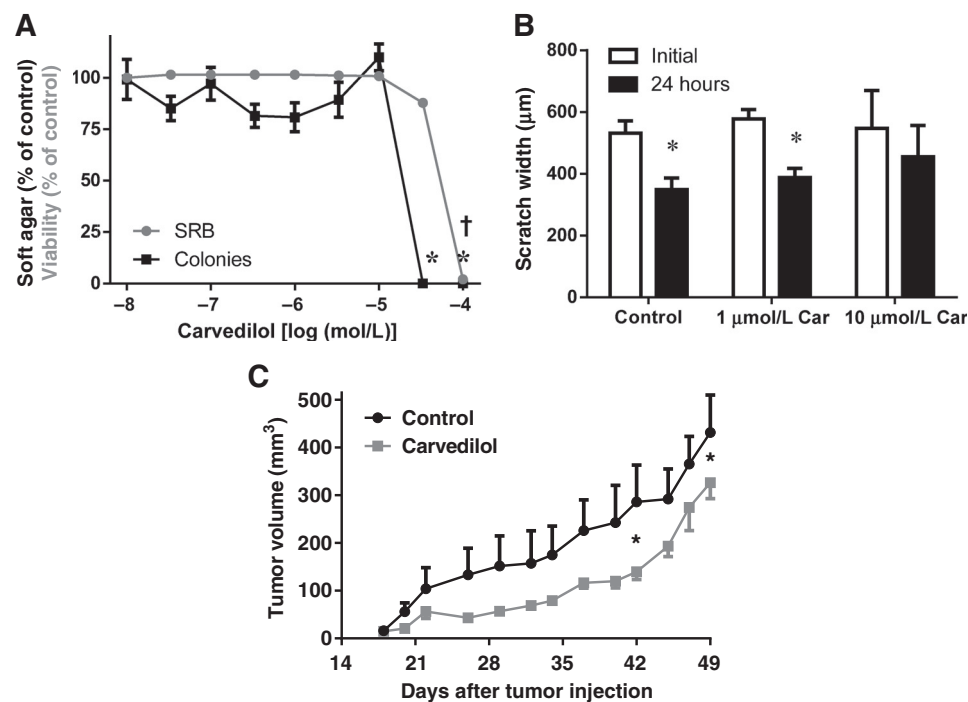 A
Soft agar (% of control)
Viability (% of control)
100
75
50
25
0
SRB
Colonies
*
†
*
–8
–7
–6
–5
–4
Carvedilol [log (mol/L)]
B
Scratch width (μm)
800
600
400
200
0
Initial
24 hours
*
*
Control
1 μmol/L Car
10 μmol/L Car
C
Tumor volume (mm³)
500
400
300
200
100
0
Control
Carvedilol
*
*
14
21
28
35
42
49
Days after tumor injection